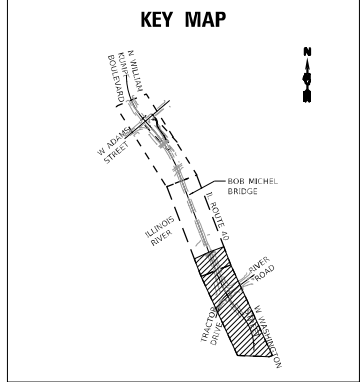 KEY MAP
N
N WILLIAM
KUMPF
BOULEVARD
W ADAMS
STREET
BOB MICHEL
BRIDGE
IL ROUTE 40
ILLINOIS
RIVER
RIVER
ROAD
TRACTOR
DRIVE
W WASHINGTON